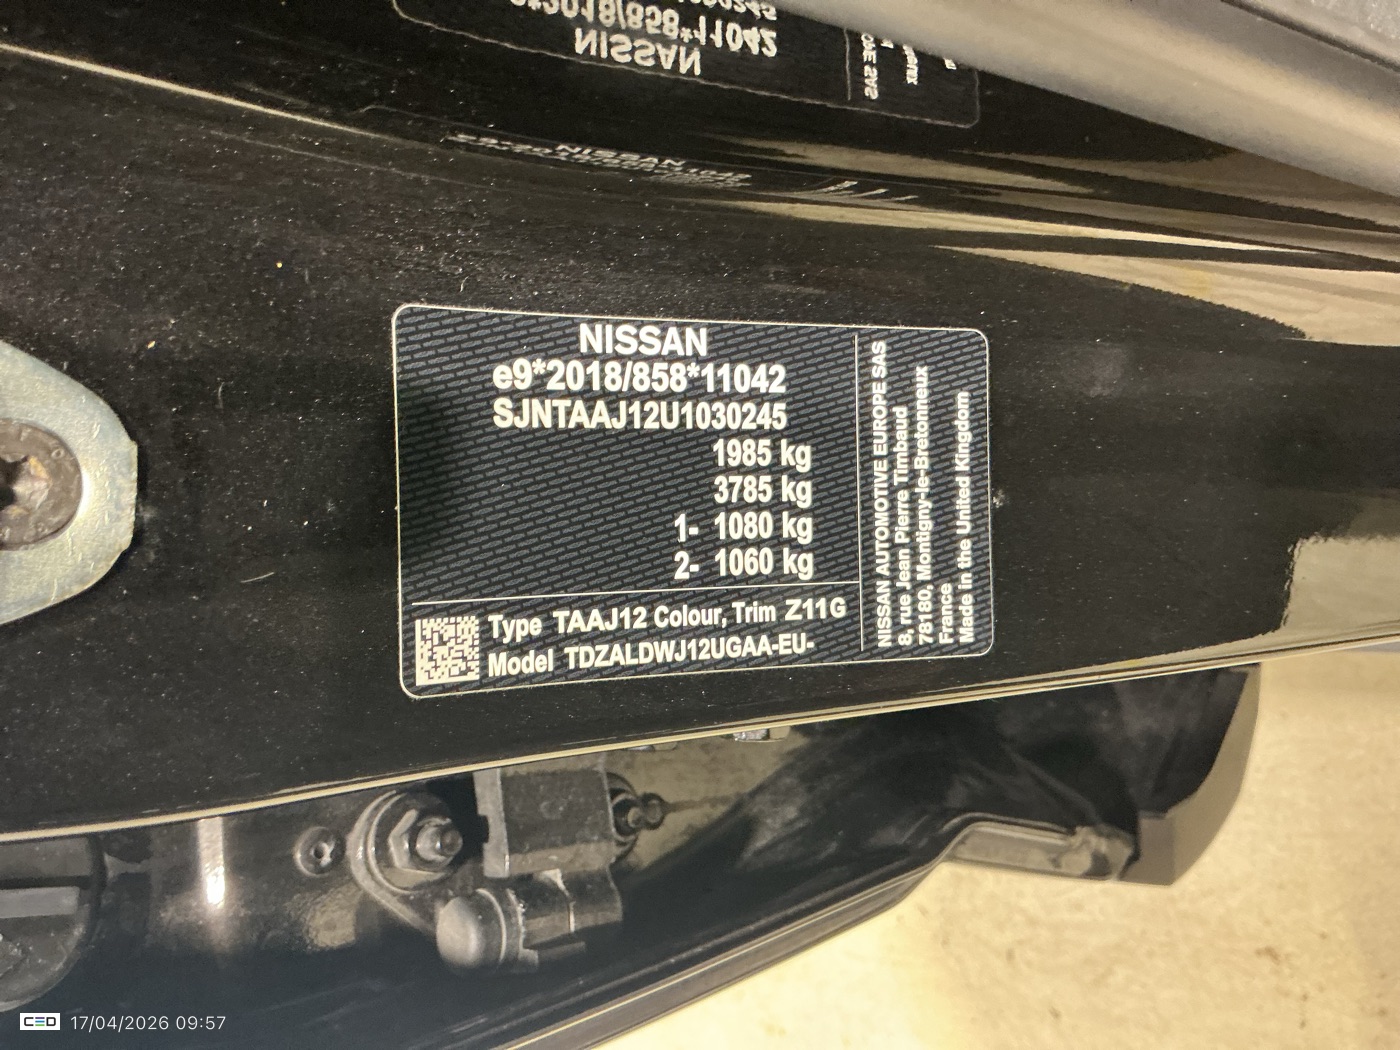 NISSAN
e9*2018/858*11042
SJNTAAJ12U1030245
1985 kg
3785 kg
1- 1080 kg
2- 1060 kg
Type TAAJ12 Colour, Trim Z11G
Model TDZALDWJ12UGAA-EU-
NISSAN AUTOMOTIVE EUROPE SAS
8, rue Jean Pierre Timbaud
78180, Montigny-le-Bretonneux
France
Made in the United Kingdom
CED 17/04/2026 09:57